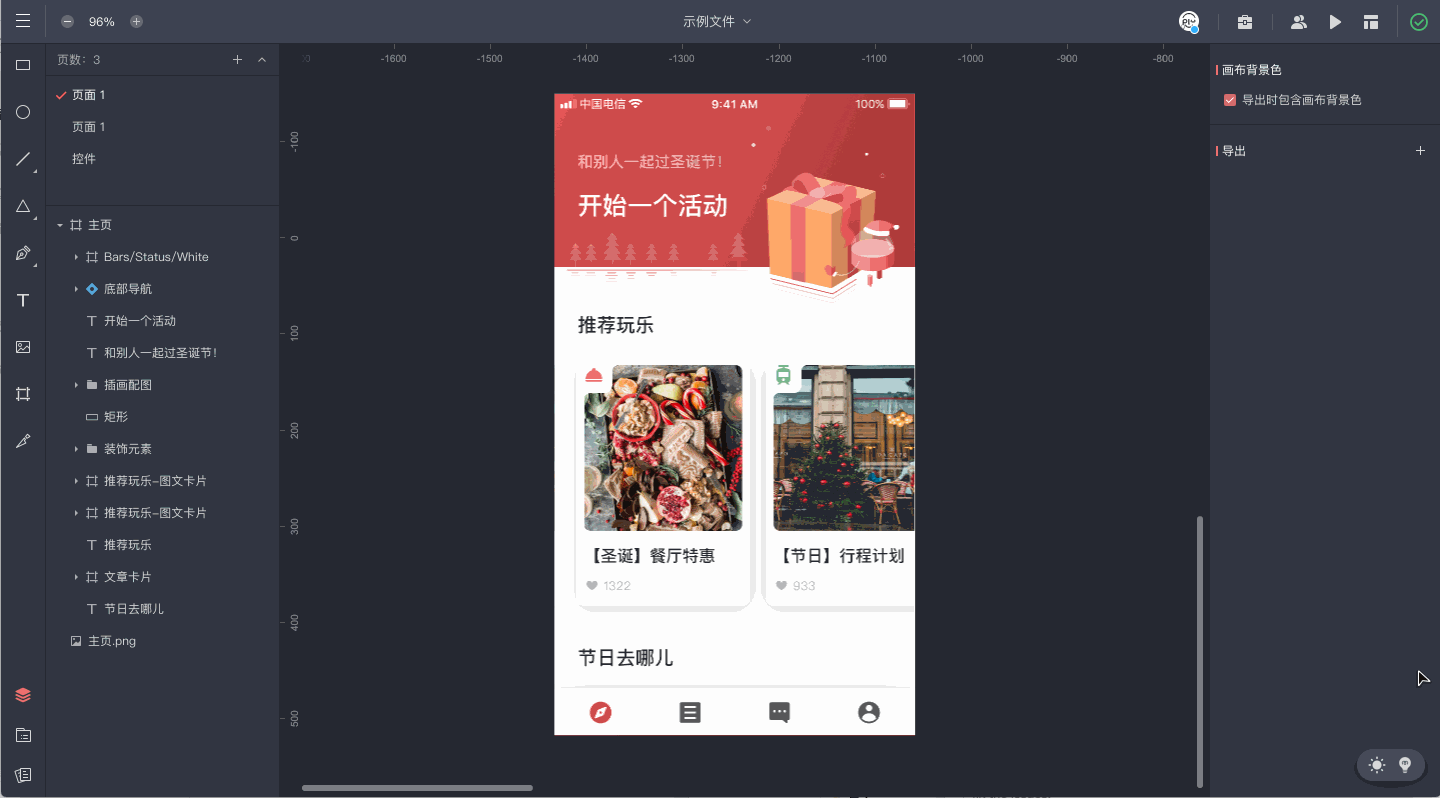 96%
示例文件
页数：3
页面 1
页面 1
控件
主页
Bars/Status/White
底部导航
开始一个活动
和别人一起过圣诞节！
插画配图
矩形
装饰元素
推荐玩乐-图文卡片
推荐玩乐-图文卡片
推荐玩乐
文章卡片
节日去哪儿
主页.png
-1600
-1500
-1400
-1300
-1200
-1100
-1000
-900
-800
-100
0
100
200
300
400
500
中国电信
9:41 AM
100%
和别人一起过圣诞节！
开始一个活动
推荐玩乐
【圣诞】餐厅特惠
1322
【节日】行程计划
933
节日去哪儿
画布背景色
导出时包含画布背景色
导出